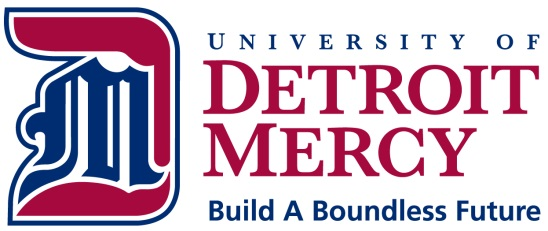 UNIVERSITY OF
DETROIT
MERCY
Build A Boundless Future